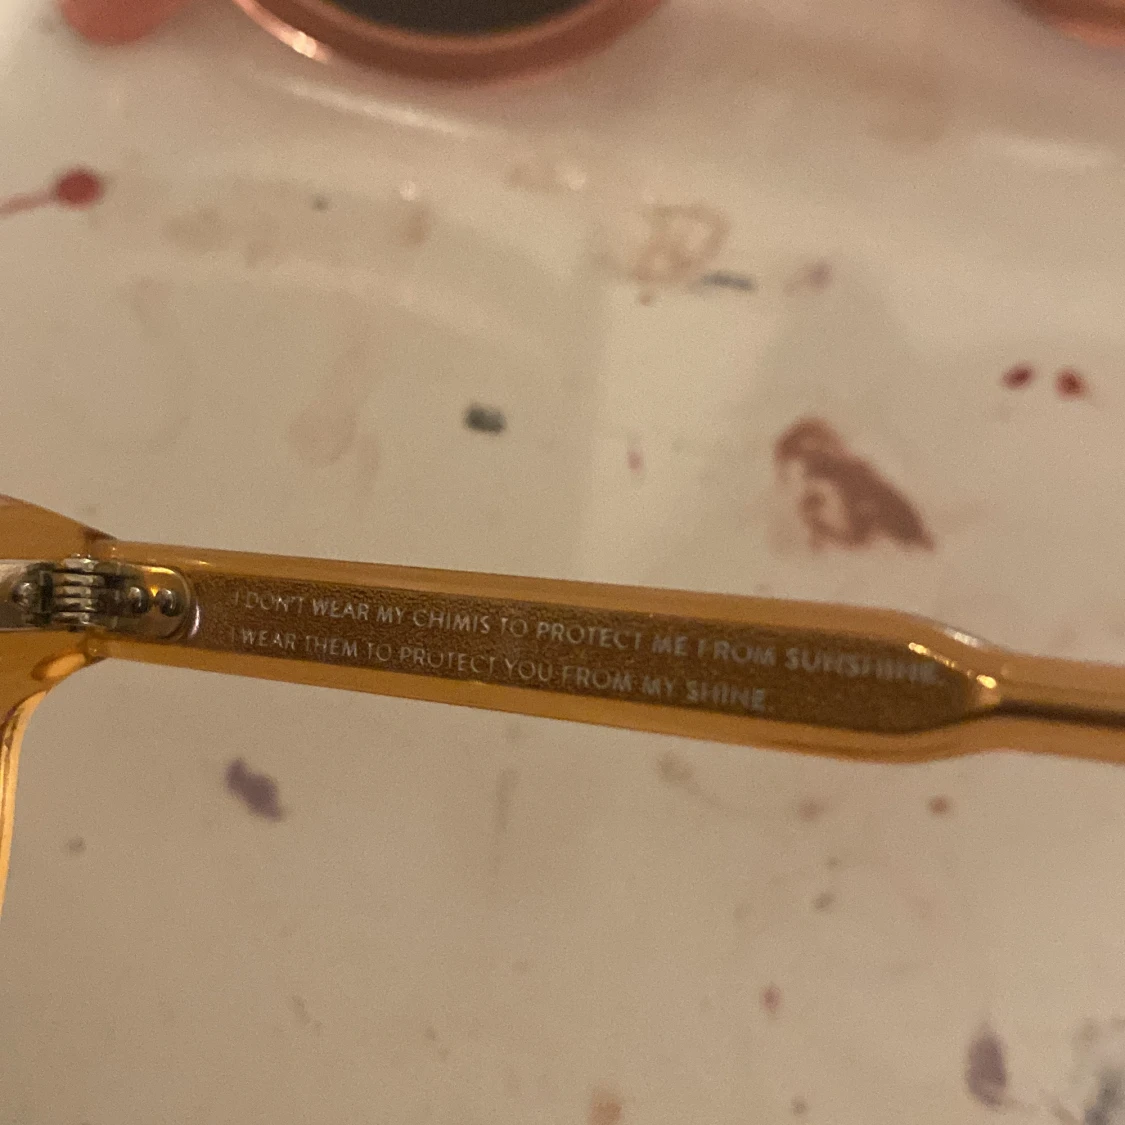 I DON'T WEAR MY CHIMIS TO PROTECT ME FROM SUNSHINE.
I WEAR THEM TO PROTECT YOU FROM MY SHINE.